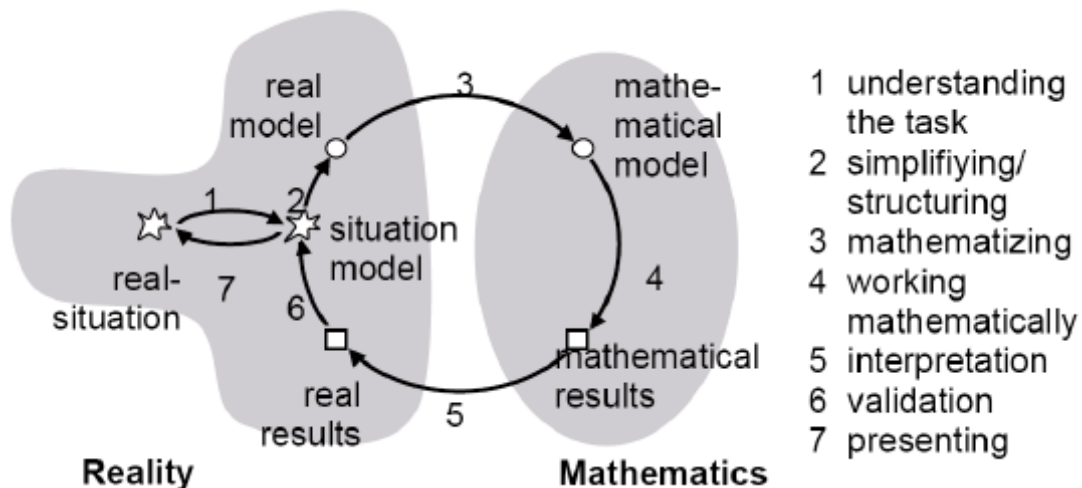 real
model
3
mathe-
matical
model
1
2
situation
model
real-
situation
7
6
4
mathematical
results
real
results
5
Reality
Mathematics
1 understanding
the task
2 simplifiying/
structuring
3 mathematizing
4 working
mathematically
5 interpretation
6 validation
7 presenting